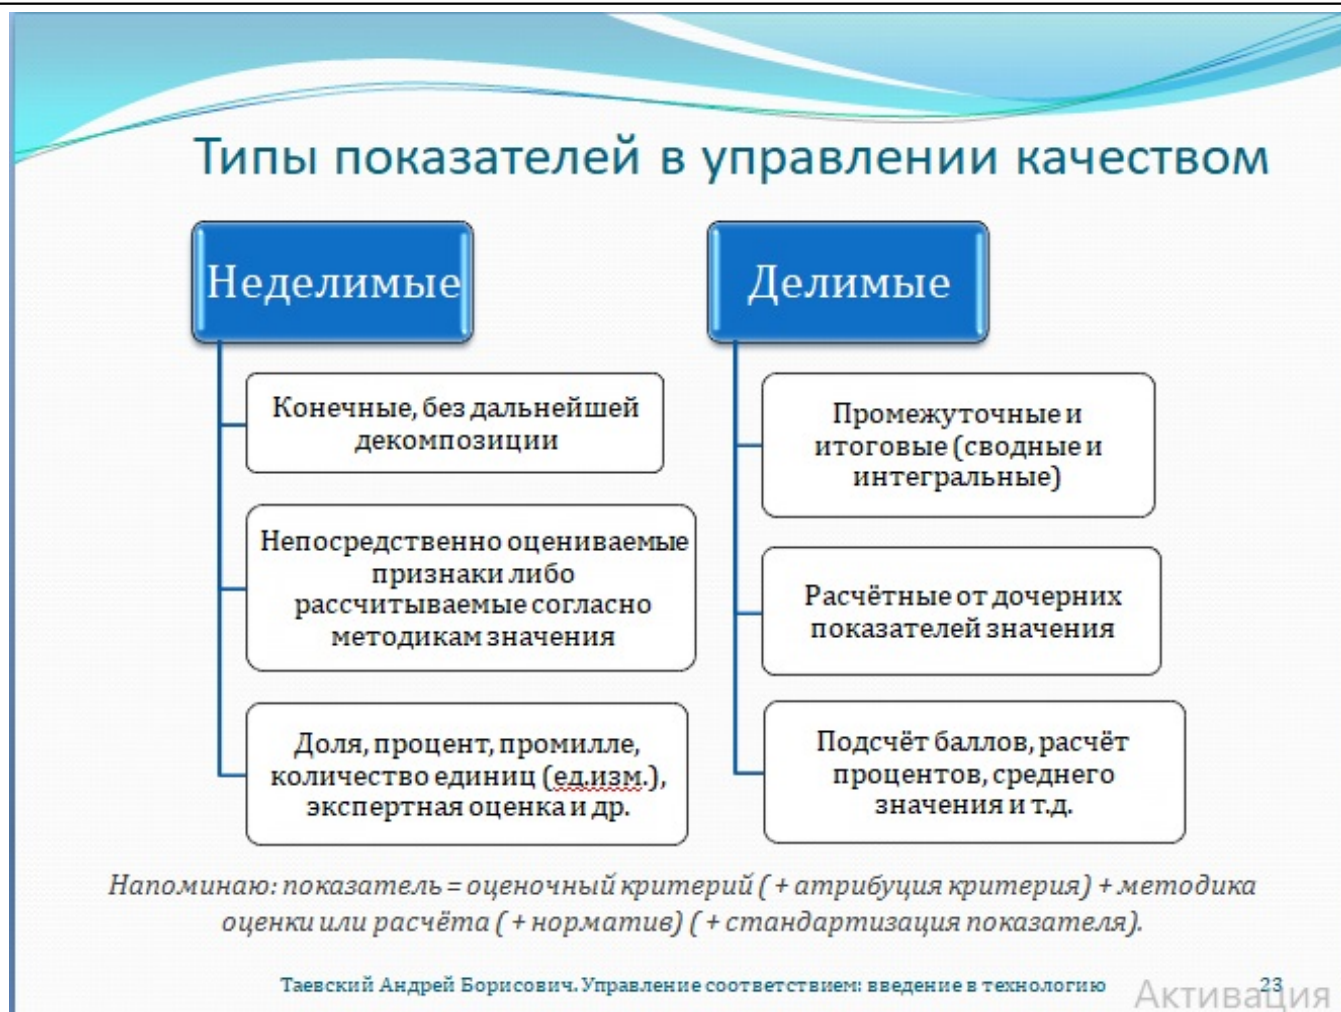 Типы показателей в управлении качеством
Неделимые
Конечные, без дальнейшей
декомпозиции
Непосредственно оцениваемые
признаки либо
рассчитываемые согласно
методикам значения
Доля, процент, промилле,
количество единиц (ед.изм.),
экспертная оценка и др.
Делимые
Промежуточные и
итоговые (сводные и
интегральные)
Расчётные от дочерних
показателей значения
Подсчёт баллов, расчёт
процентов, среднего
значения и т.д.
Напоминаю: показатель = оценочный критерий ( + атрибуция критерия) + методика
оценки или расчёта ( + норматив) ( + стандартизация показателя).
Таевский Андрей Борисович. Управление соответствием: введение в технологию
23
Активация